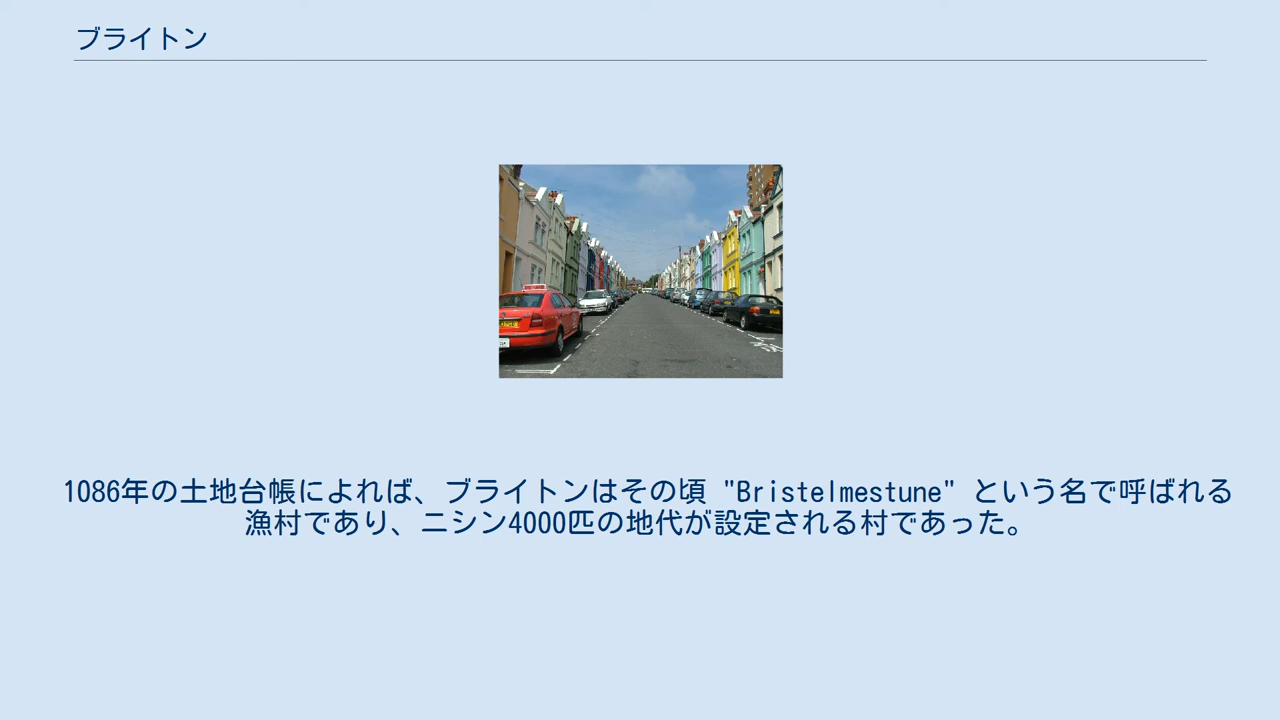 ブライトン
1086年の土地台帳によれば、ブライトンはその頃 "Bristelmestune" という名で呼ばれる
漁村であり、ニシン4000匹の地代が設定される村であった。